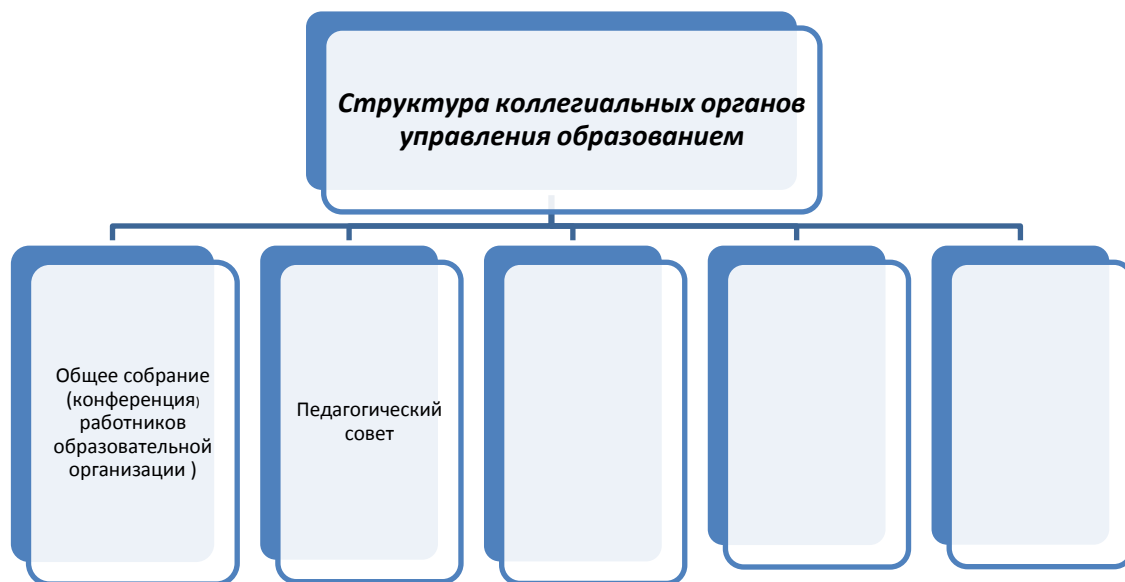 Структура коллегиальных органов
управления образованием
Общее собрание
(конференция)
работников
образовательной
организации )
Педагогический
совет